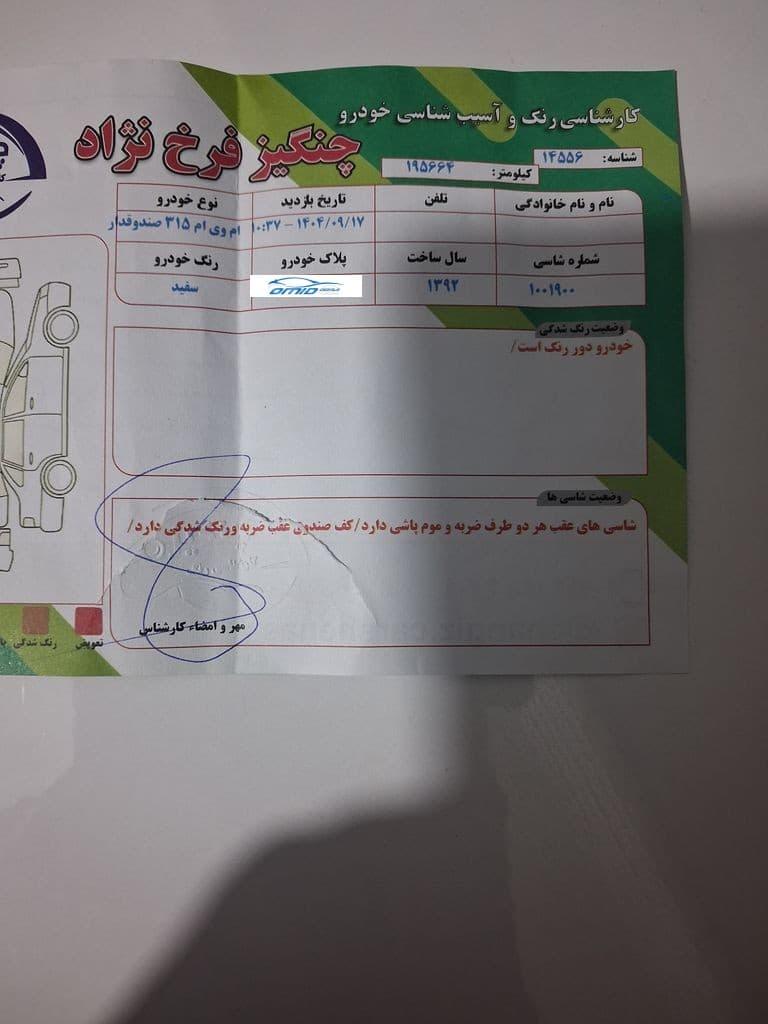 کارشناسی رنگ و آسیب شناسی خودرو
چنگیز فرخ نژاد
شناسه: ۱۴۵۵۶
کیلومتر: ۱۹۵۶۶۴
نام و نام خانوادگی
تلفن
تاریخ بازدید
نوع خودرو
۱۴۰۴/۰۹/۱۷ – ۱۰:۳۷
ام وی ام ۳۱۵ صندوقدار
شماره شاسی
سال ساخت
پلاک خودرو
رنگ خودرو
۱۰۰۱۹۰۰
۱۳۹۲
OMID
سفید
وضعیت رنگ شدگی
خودرو دور رنگ است/
وضعیت شاسی ها
شاسی های عقب هر دو طرف ضربه و موم پاشی دارد/کف صندوق عقب ضربه ورنگ شدگی دارد/
مهر و امضاء کارشناسی
تعویض
رنگ شدگی